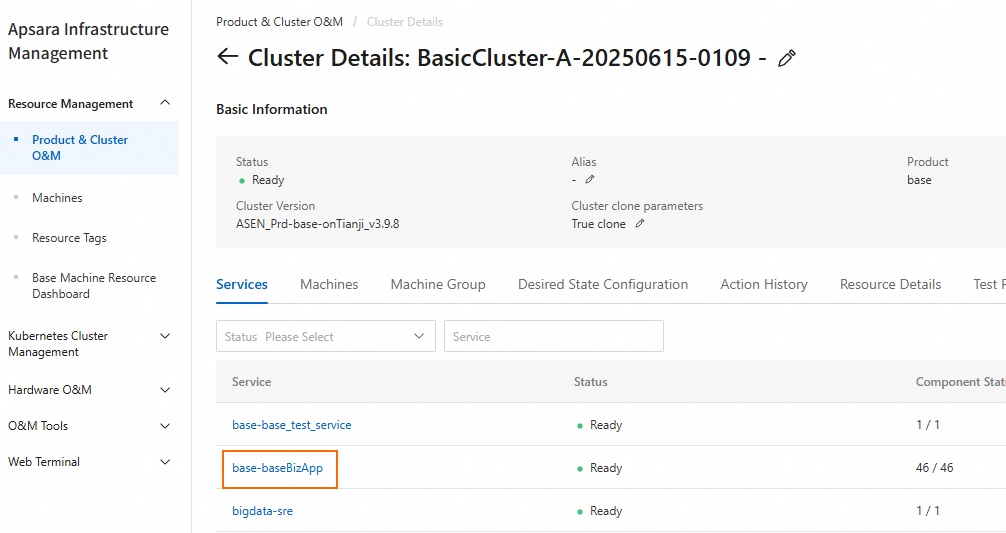 Apsara Infrastructure
Management
Resource Management
Product & Cluster
O&M
Machines
Resource Tags
Base Machine Resource
Dashboard
Kubernetes Cluster
Management
Hardware O&M
O&M Tools
Web Terminal
Product & Cluster O&M / Cluster Details
Cluster Details: BasicCluster-A-20250615-0109 -
Basic Information
Status Alias Product
Ready - base
Cluster Version Cluster clone parameters
ASEN_Prd-base-onTianji_v3.9.8 True clone
Services Machines Machine Group Desired State Configuration Action History Resource Details Test
Status Please Select Service
Service Status Component
base-base_test_service Ready 1 / 1
base-baseBizApp Ready 46 / 46
bigdata-sre Ready 1 / 1